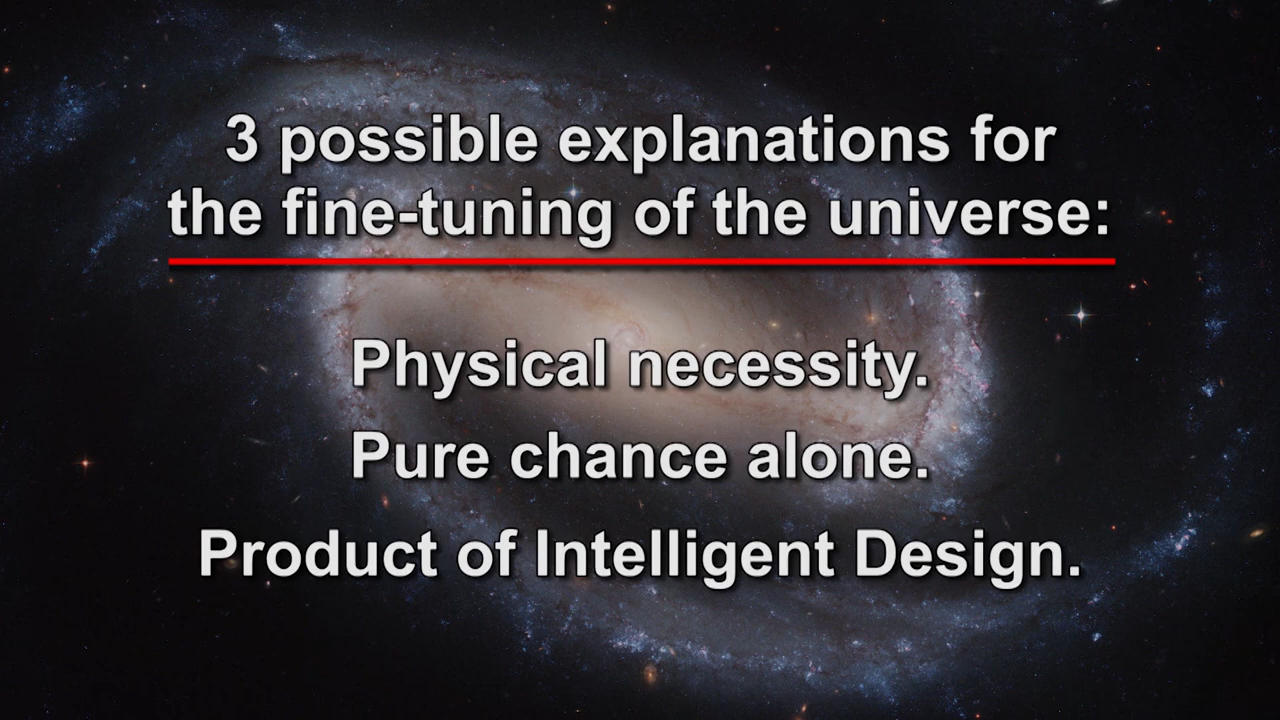 3 possible explanations for
the fine-tuning of the universe:
Physical necessity.
Pure chance alone.
Product of Intelligent Design.